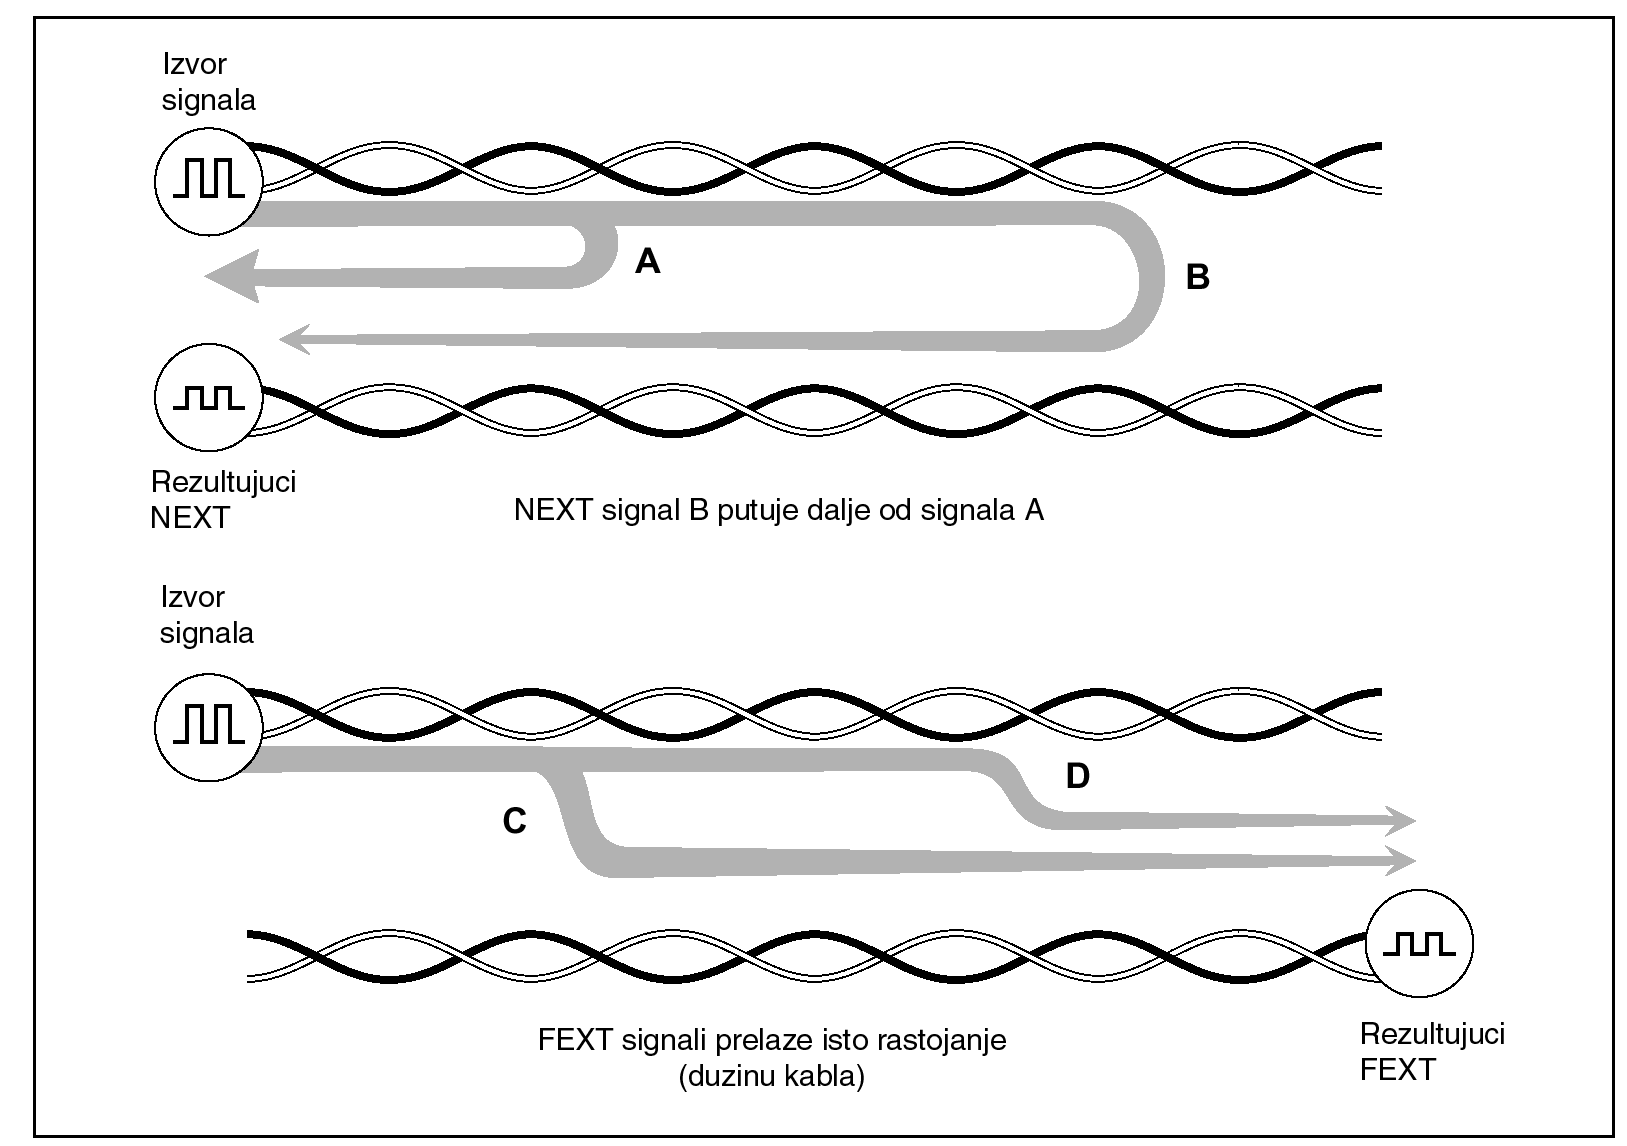 Izvor
signala
A
B
Rezultujuci
NEXT
NEXT signal B putuje dalje od signala A
Izvor
signala
D
C
FEXT signali prelaze isto rastojanje
(duzinu kabla)
Rezultujuci
FEXT